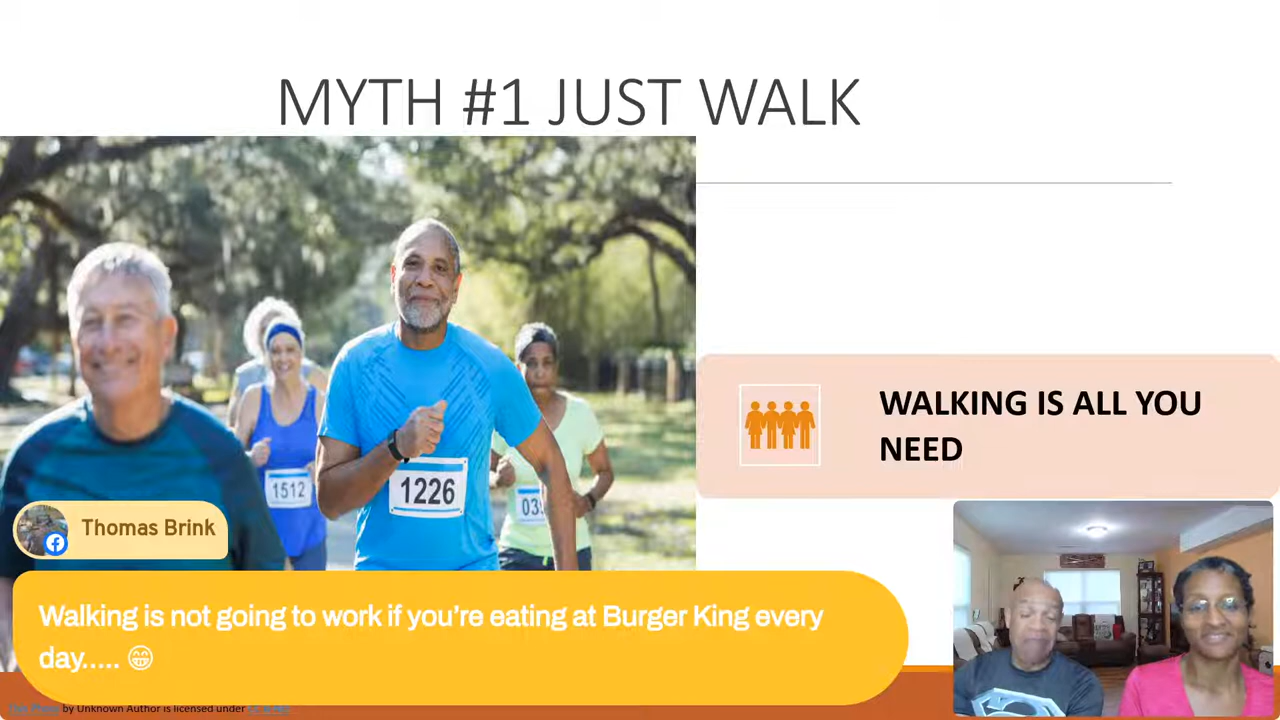 MYTH #1 JUST WALK
WALKING IS ALL YOU
NEED
1512
1226
Thomas Brink
Walking is not going to work if you’re eating at Burger King every
day..... 😁
by Unknown Author is licensed under